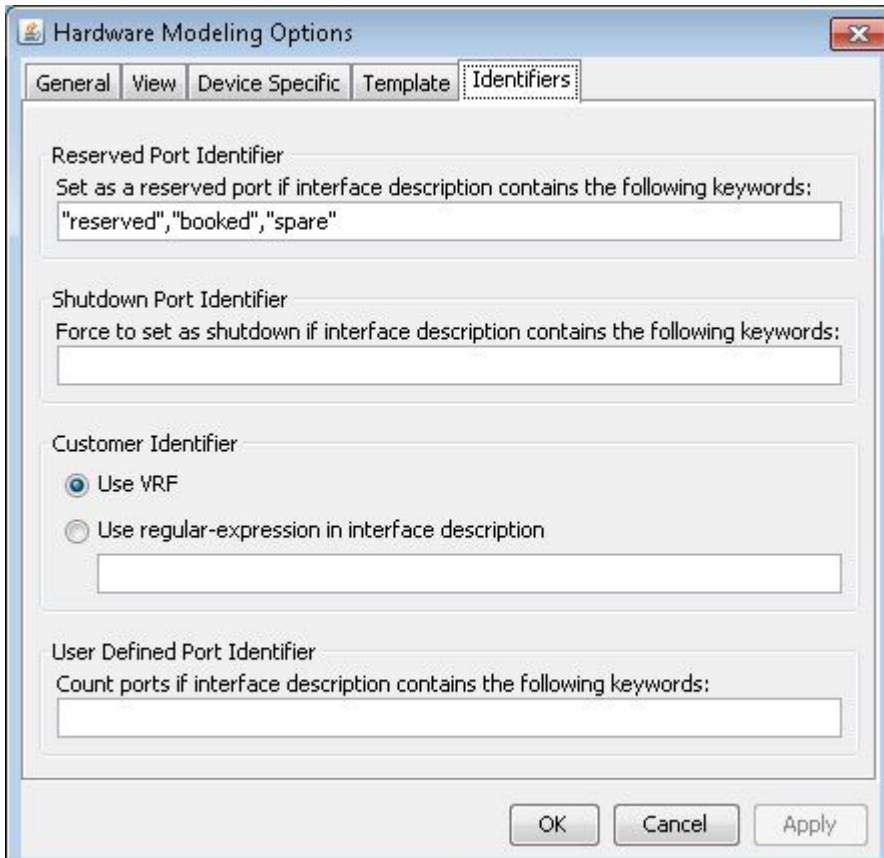 Hardware Modeling Options
General View Device Specific Template Identifiers
Reserved Port Identifier
Set as a reserved port if interface description contains the following keywords:
"reserved","booked","spare"
Shutdown Port Identifier
Force to set as shutdown if interface description contains the following keywords:
Customer Identifier
Use VRF
Use regular-expression in interface description
User Defined Port Identifier
Count ports if interface description contains the following keywords:
OK Cancel Apply